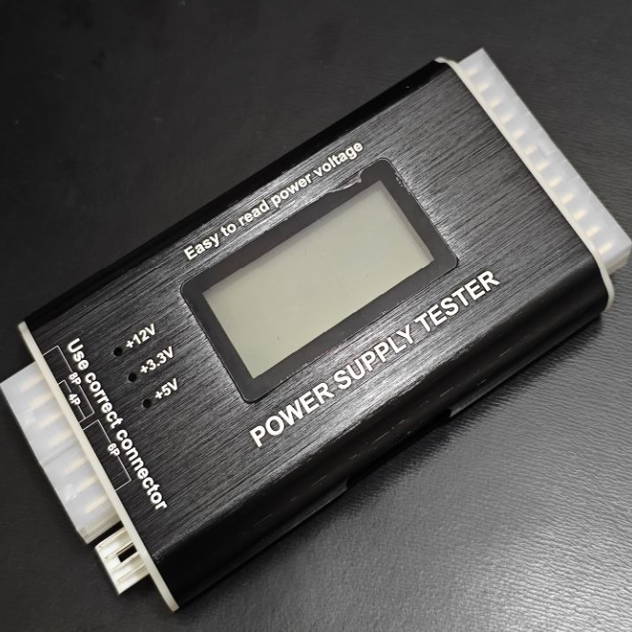 Easy to read power voltage
+12V
+3.3V
+5V
POWER SUPPLY TESTER
Use correct connector
8P
4P
6P